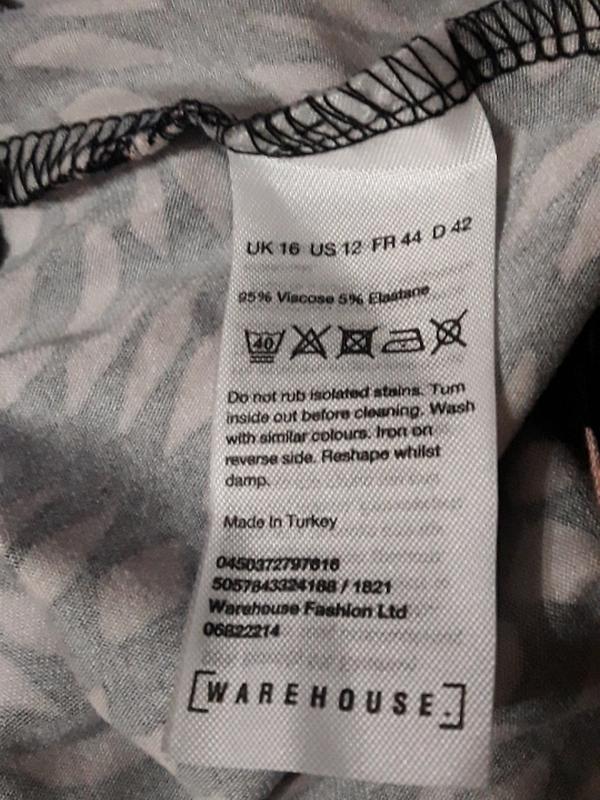 UK 16 US 12 FR 44 D 42
95% Viscose 5% Elastane
40
Do not rub isolated stains. Turn
inside out before cleaning. Wash
with similar colours. Iron on
reverse side. Reshape whilst
damp.
Made In Turkey
0450372797616
5057843324188 / 1821
Warehouse Fashion Ltd
06822214
[WAREHOUSE.]